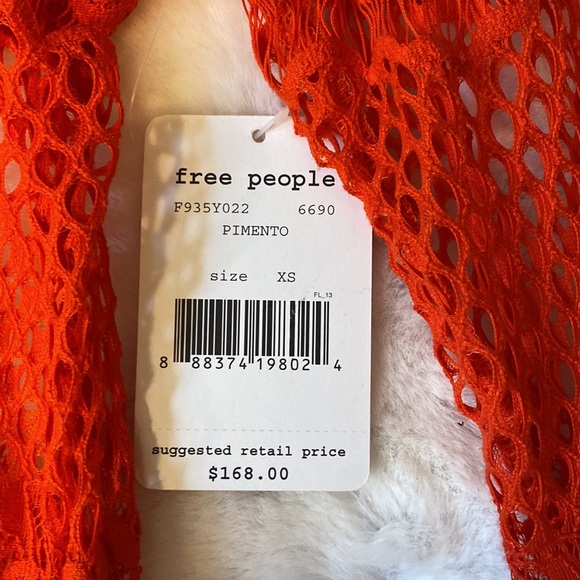 free people
F935Y022 6690
PIMENTO
size XS
FL_13
8 88374 19802 4
suggested retail price
$168.00